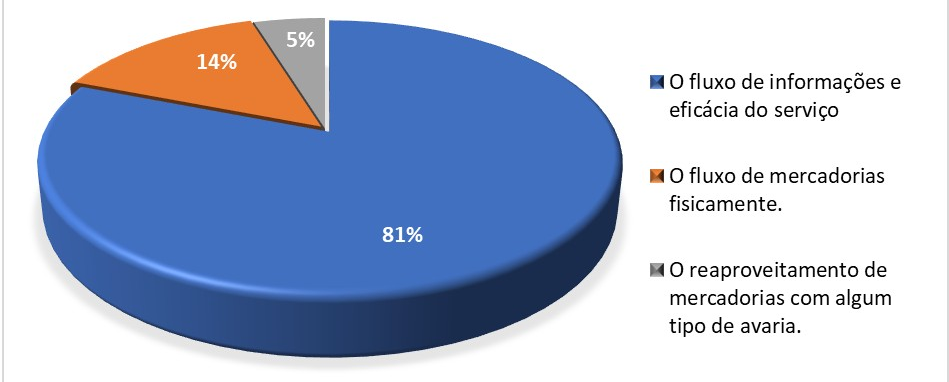 5%
14%
81%
O fluxo de informações e
eficácia do serviço
O fluxo de mercadorias
fisicamente.
O reaproveitamento de
mercadorias com algum
tipo de avaria.